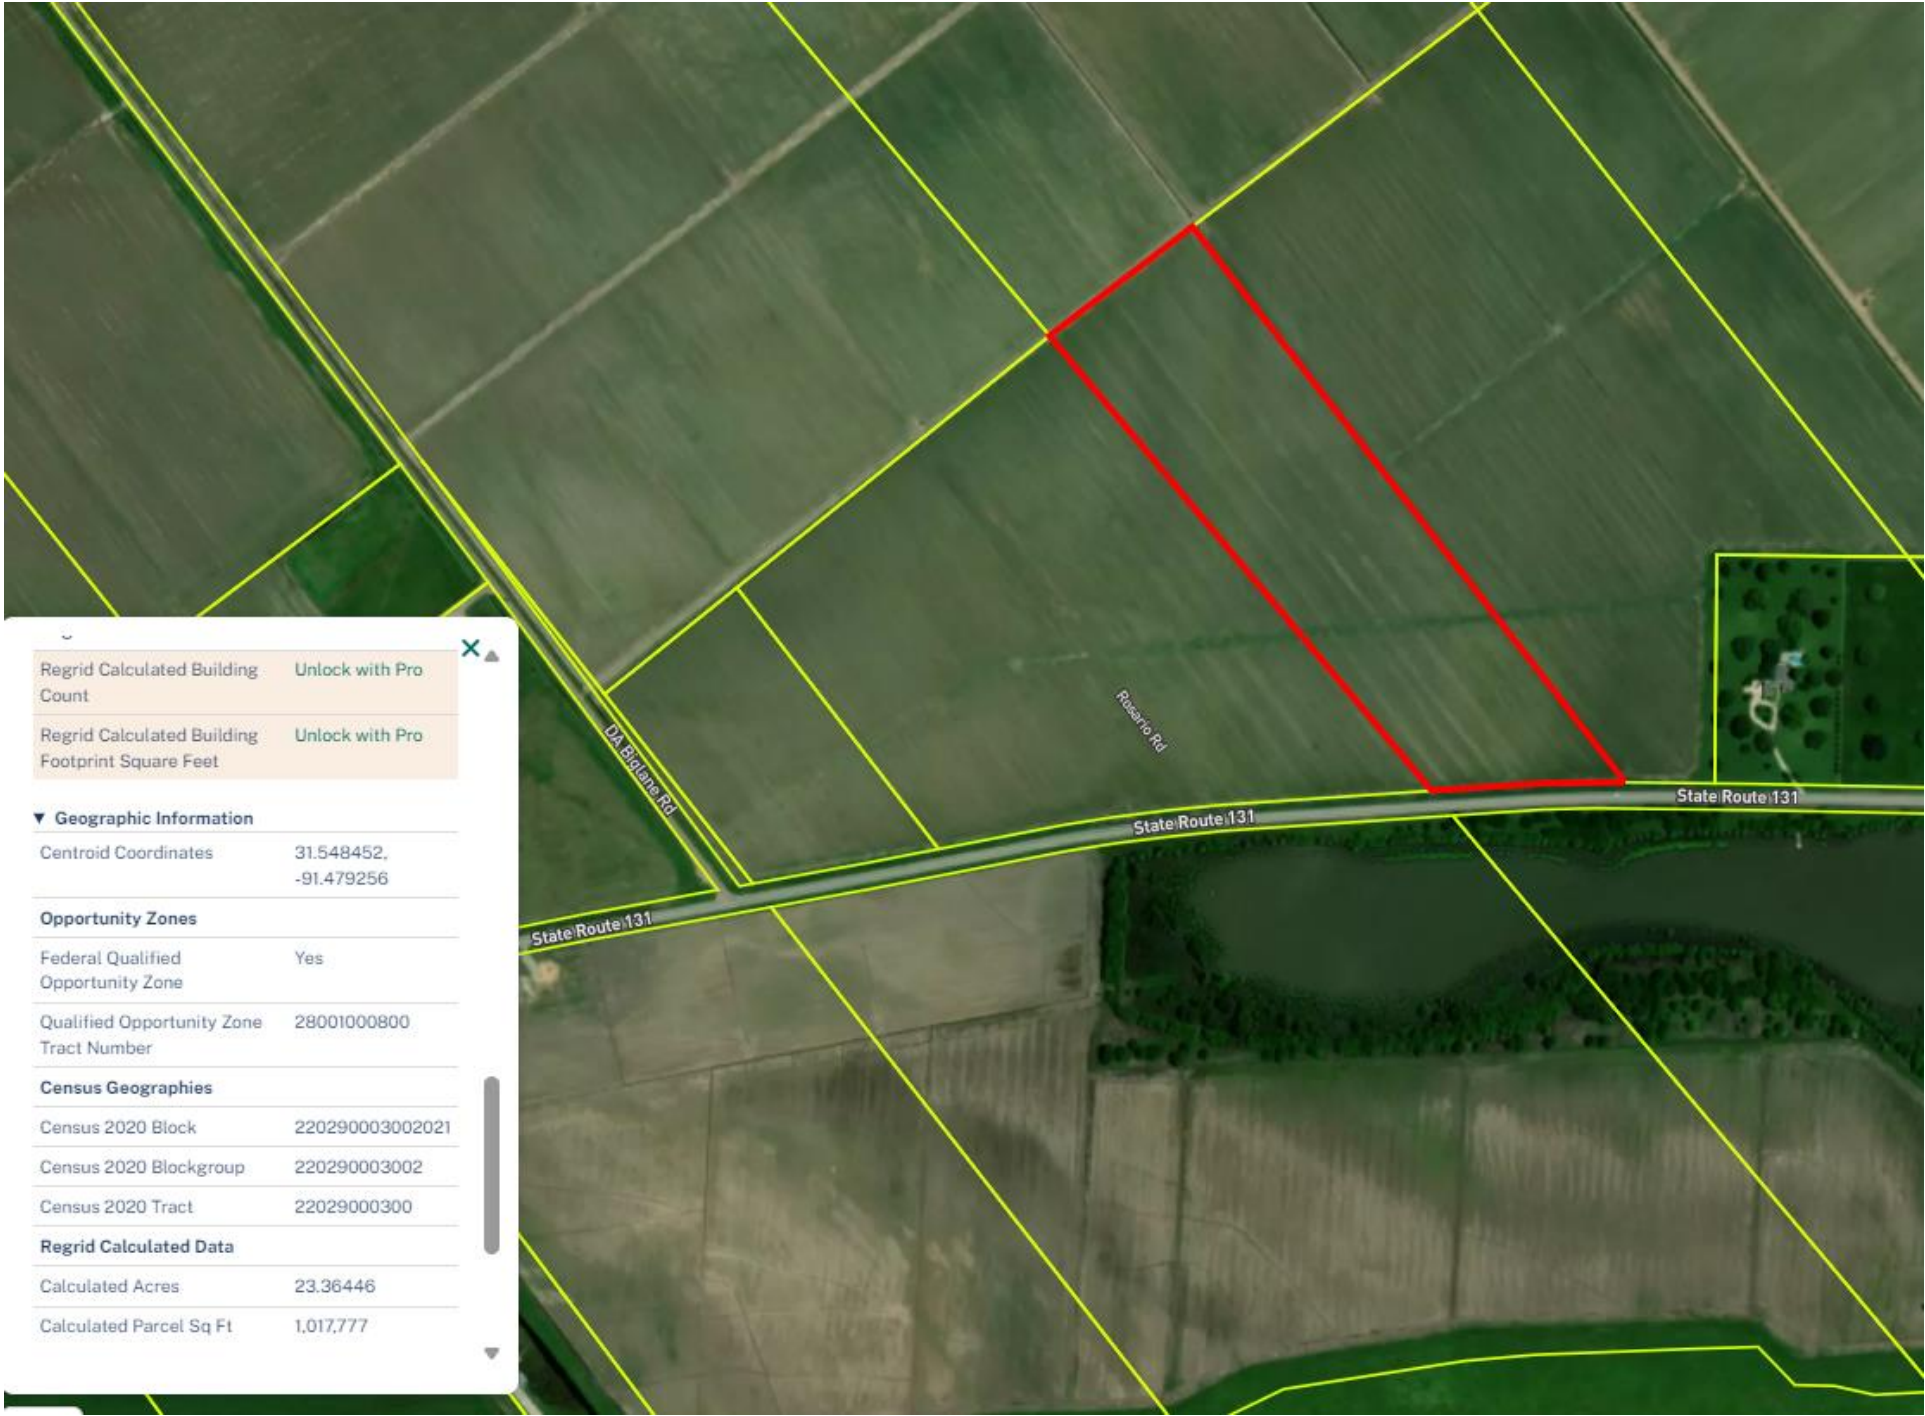 Rosario Rd
DA Biglane Rd
State Route 131
State Route 131
State Route 131
Regrid Calculated Building Unlock with Pro
Count
Regrid Calculated Building Unlock with Pro
Footprint Square Feet
▼ Geographic Information
Centroid Coordinates 31.548452,
-91.479256
Opportunity Zones
Federal Qualified Yes
Opportunity Zone
Qualified Opportunity Zone 28001000800
Tract Number
Census Geographies
Census 2020 Block 220290003002021
Census 2020 Blockgroup 220290003002
Census 2020 Tract 22029000300
Regrid Calculated Data
Calculated Acres 23.36446
Calculated Parcel Sq Ft 1,017,777